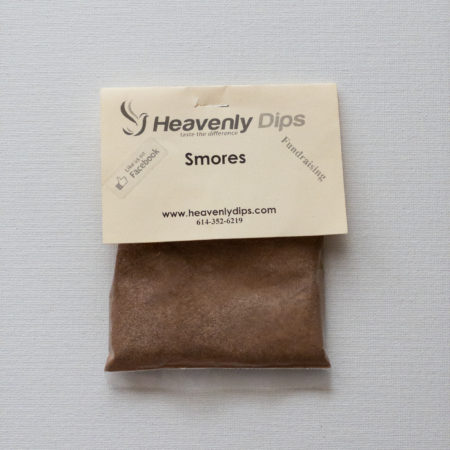 Heavenly Dips
taste the difference
Smores
Like us on
Facebook
Fundraising
www.heavenlydips.com
614-352-6219